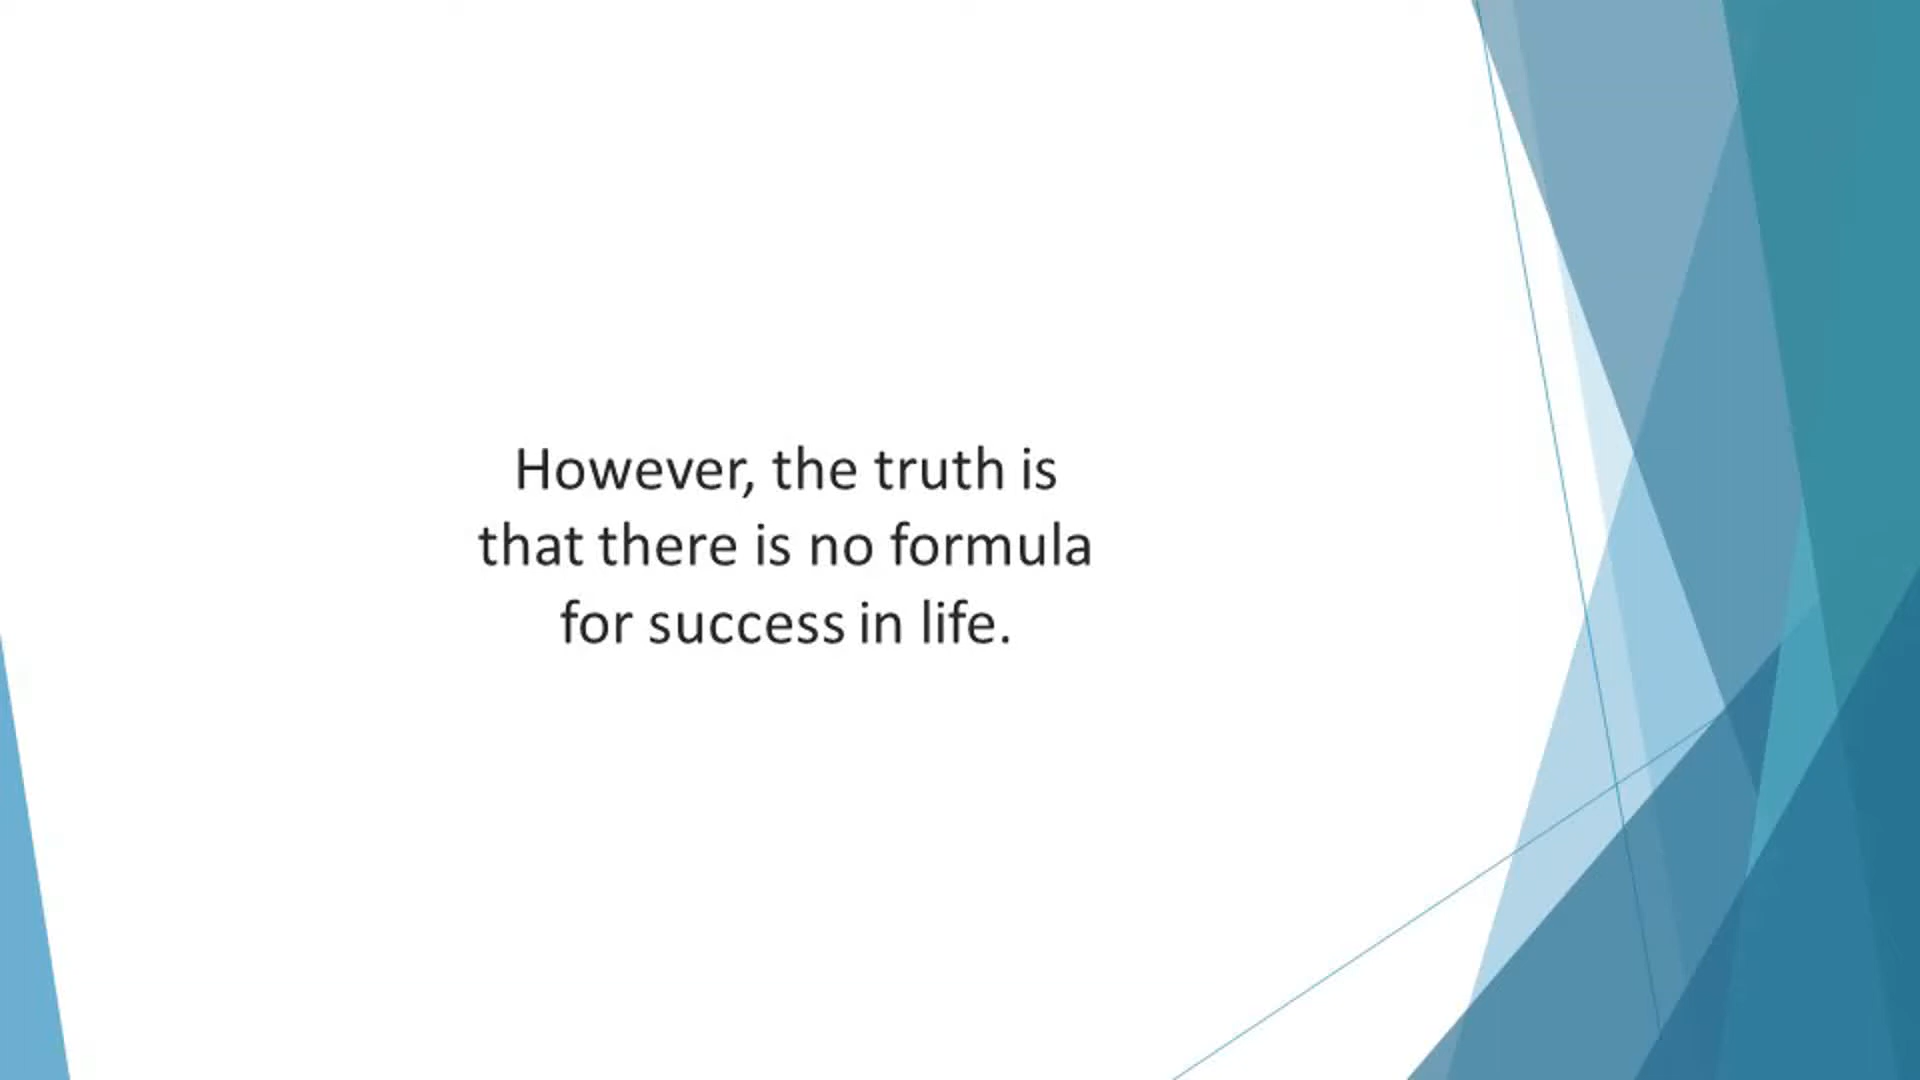 However, the truth is
that there is no formula
for success in life.